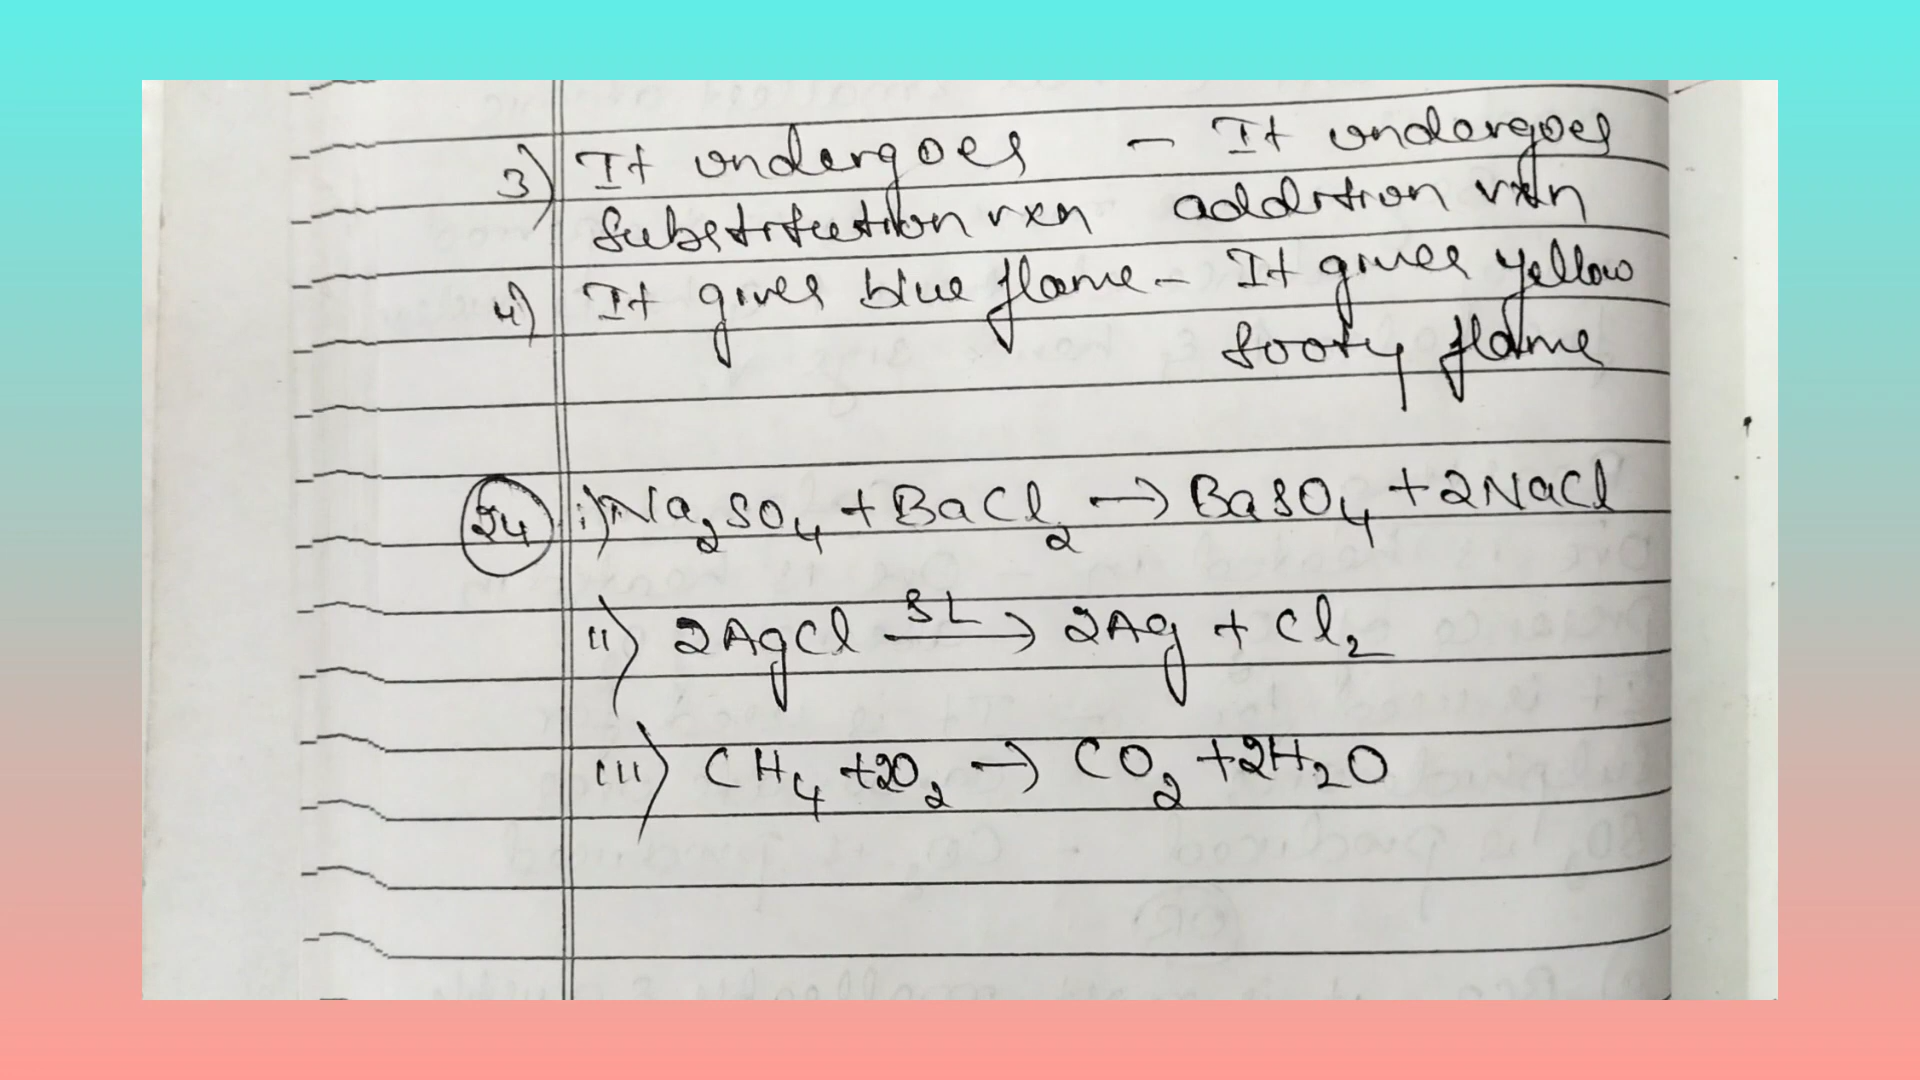 3) It undergoes - It undergoes
Substitution rxn addition rxn
4) It gives blue flame - It gives yellow
sooty flame
24 i) Na₂SO₄ + BaCl₂ → BaSO₄ + 2NaCl
ii) 2AgCl —SL→ 2Ag + Cl₂
iii) CH₄ + 2O₂ → CO₂ + 2H₂O